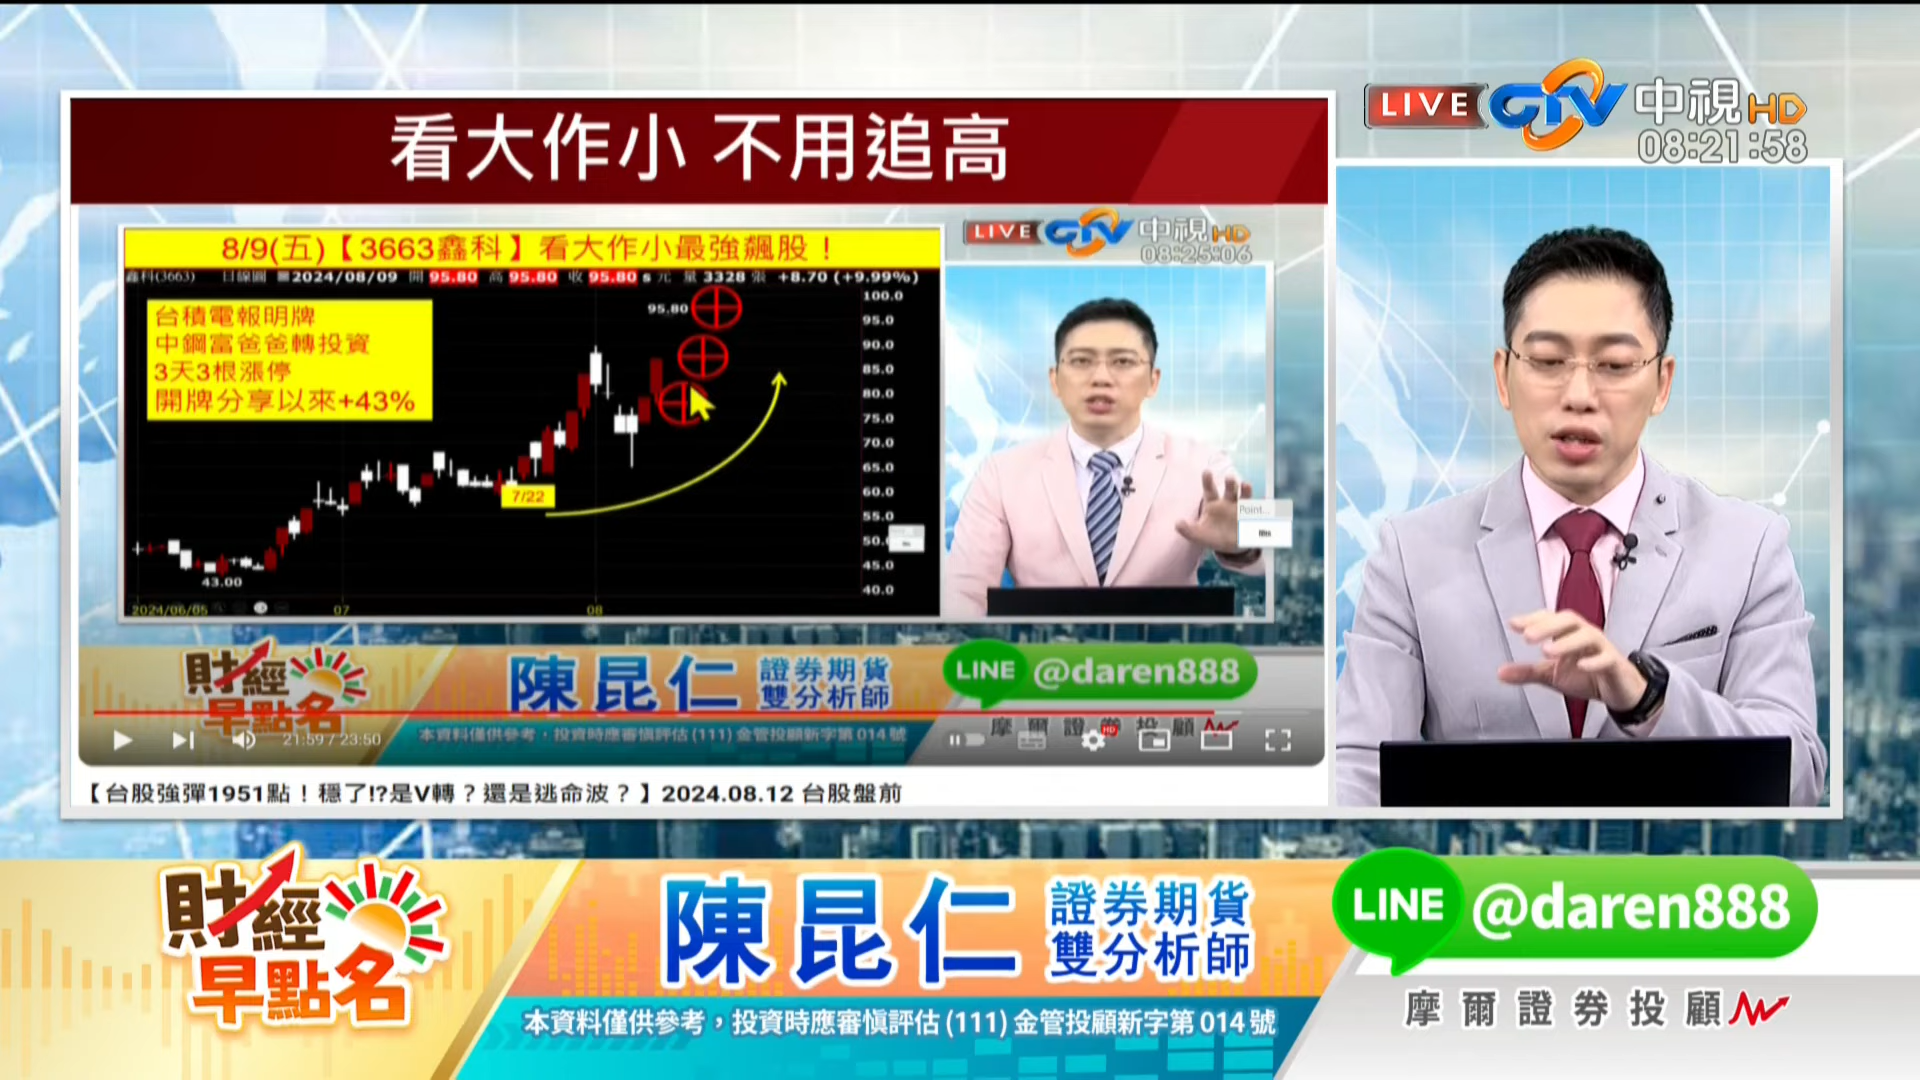 看大作小 不用追高
LIVE CTV 中視HD
08:21:58
8/9(五)【3663鑫科】看大作小最強飆股！
LIVE CTV 中視HD
08:25:06
鑫科(3663) 日線圖 2024/08/09 開 95.80 高 95.80 收 95.80 s 元 量 3328 張 +8.70 (+9.99%)
台積電報明牌
中鋼富爸爸轉投資
3天3根漲停
開牌分享以來+43%
95.80
100.0
95.0
90.0
85.0
80.0
75.0
70.0
65.0
60.0
55.0
50.
45.0
40.0
7/22
43.00
2024/06/05
07
08
Point...
財經早點名
陳昆仁
證券期貨
雙分析師
LINE @daren888
摩爾證券投顧
本資料僅供參考，投資時應審慎評估 (111) 金管投顧新字第 014 號
21:59 / 23:50
HD
【台股強彈1951點！穩了!?是V轉？還是逃命波？】2024.08.12 台股盤前
財經早點名
陳昆仁
證券期貨
雙分析師
LINE @daren888
本資料僅供參考，投資時應審慎評估 (111) 金管投顧新字第 014 號
摩爾證券投顧